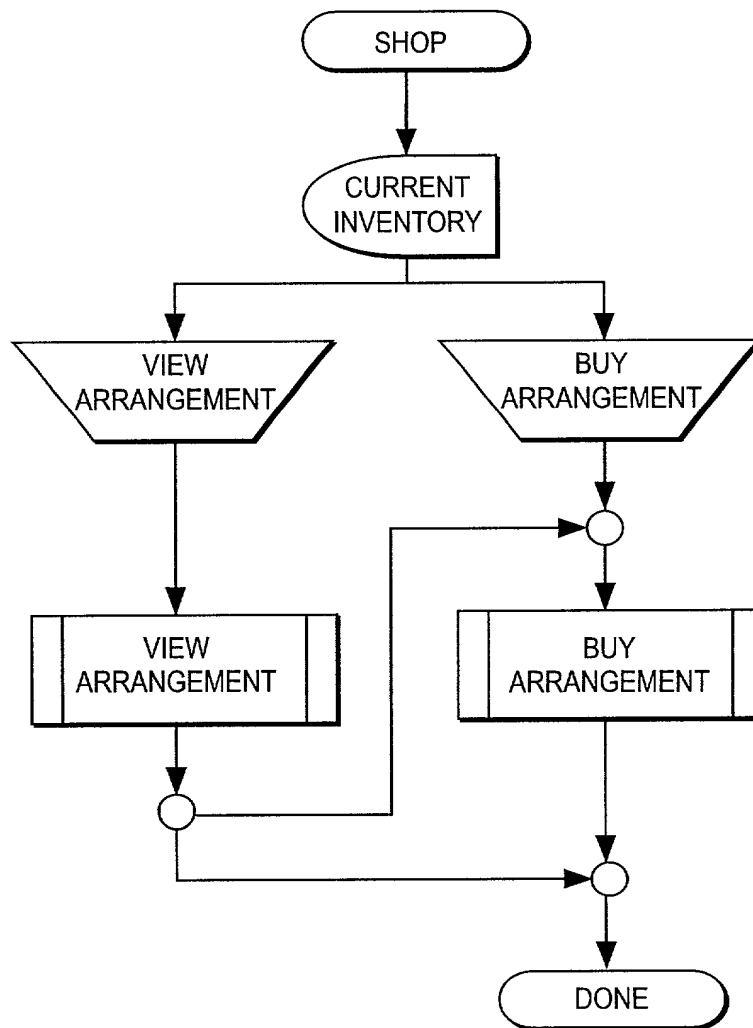 SHOP
CURRENT
INVENTORY
VIEW
ARRANGEMENT
BUY
ARRANGEMENT
VIEW
ARRANGEMENT
BUY
ARRANGEMENT
DONE